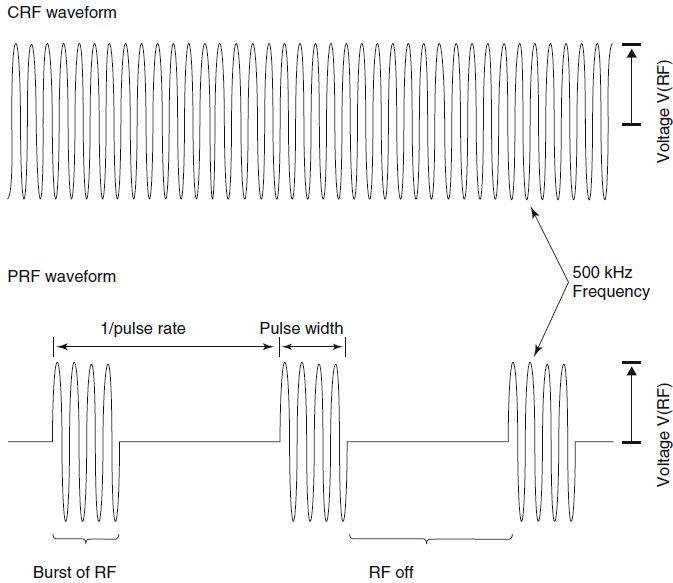 CRF waveform
Voltage V(RF)
500 kHz
Frequency
PRF waveform
1/pulse rate
Pulse width
Voltage V(RF)
Burst of RF
RF off